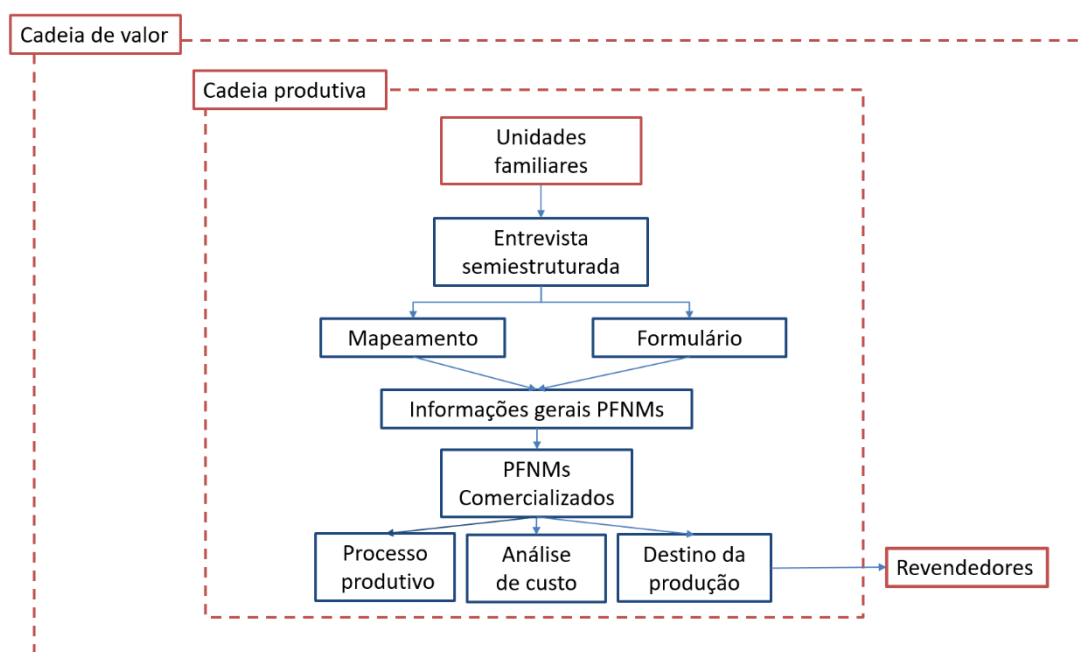 Cadeia de valor
Cadeia produtiva
Unidades
familiares
Entrevista
semiestruturada
Mapeamento
Formulário
Informações gerais PFNMs
PFNMs
Comercializados
Processo
produtivo
Análise
de custo
Destino da
produção
Revendedores